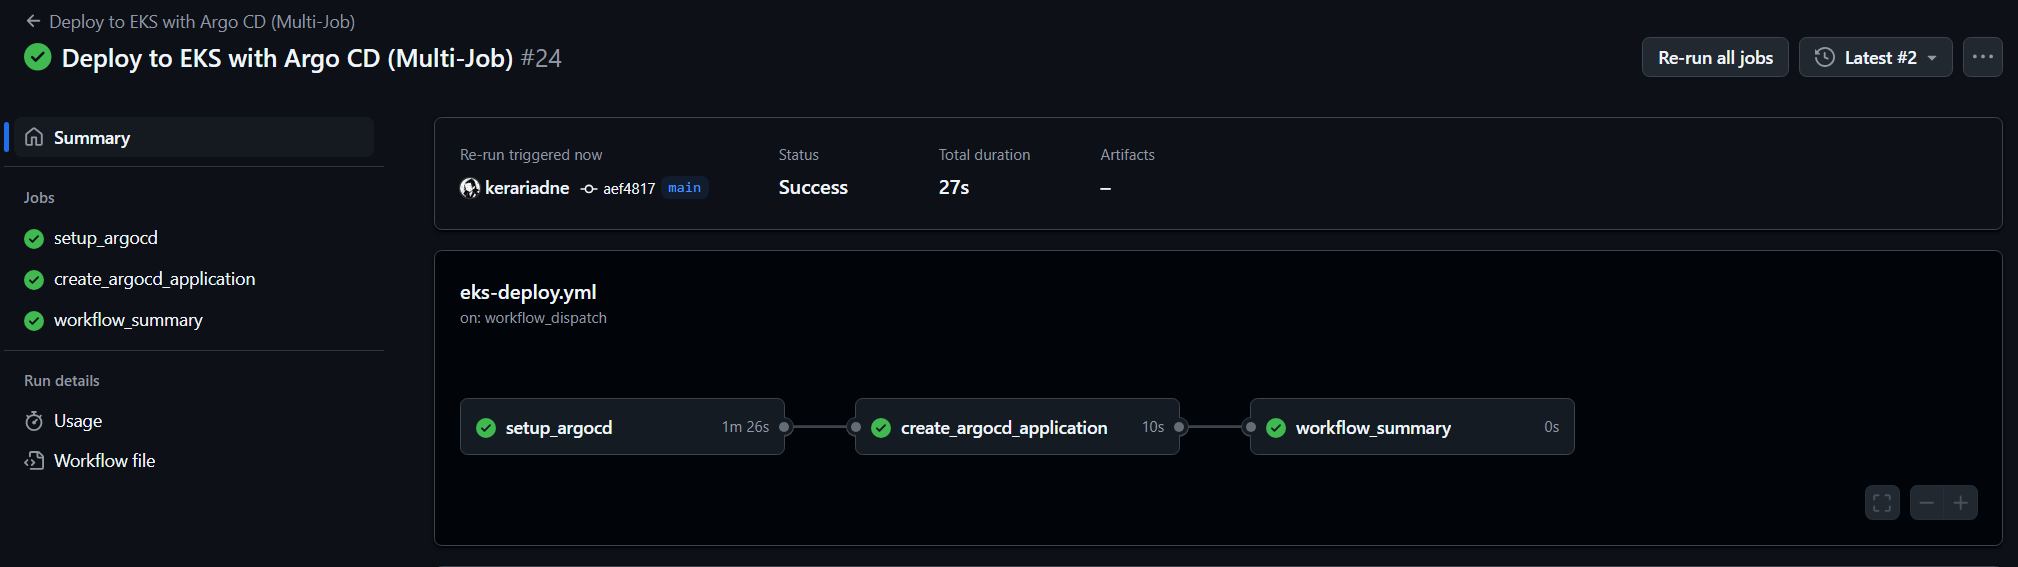 Deploy to EKS with Argo CD (Multi-Job)
Deploy to EKS with Argo CD (Multi-Job) #24
Re-run all jobs
Latest #2
Summary
Jobs
setup_argocd
create_argocd_application
workflow_summary
Run details
Usage
Workflow file
Re-run triggered now
kerariadne aef4817 main
Status
Success
Total duration
27s
Artifacts
–
eks-deploy.yml
on: workflow_dispatch
setup_argocd 1m 26s
create_argocd_application 10s
workflow_summary 0s